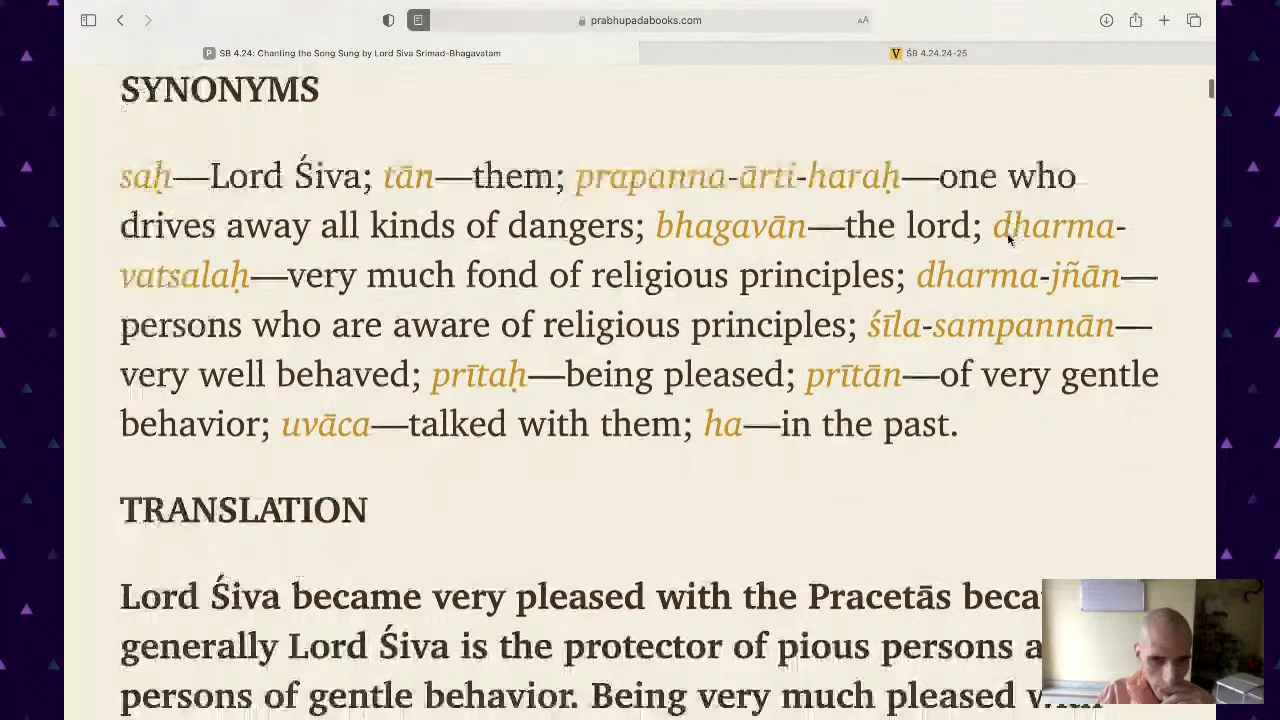 prabhupadabooks.com
SB 4.24: Chanting the Song Sung by Lord Siva Srimad-Bhagavatam
ŚB 4.24.24-25
SYNONYMS
saḥ—Lord Śiva; tān—them; prapanna-ārti-haraḥ—one who
drives away all kinds of dangers; bhagavān—the lord; dharma-
vatsalaḥ—very much fond of religious principles; dharma-jñān—
persons who are aware of religious principles; śīla-sampannān—
very well behaved; prītaḥ—being pleased; prītān—of very gentle
behavior; uvāca—talked with them; ha—in the past.
TRANSLATION
Lord Śiva became very pleased with the Pracetās
generally Lord Śiva is the protector of pious persons
persons of gentle behavior. Being very much pleased